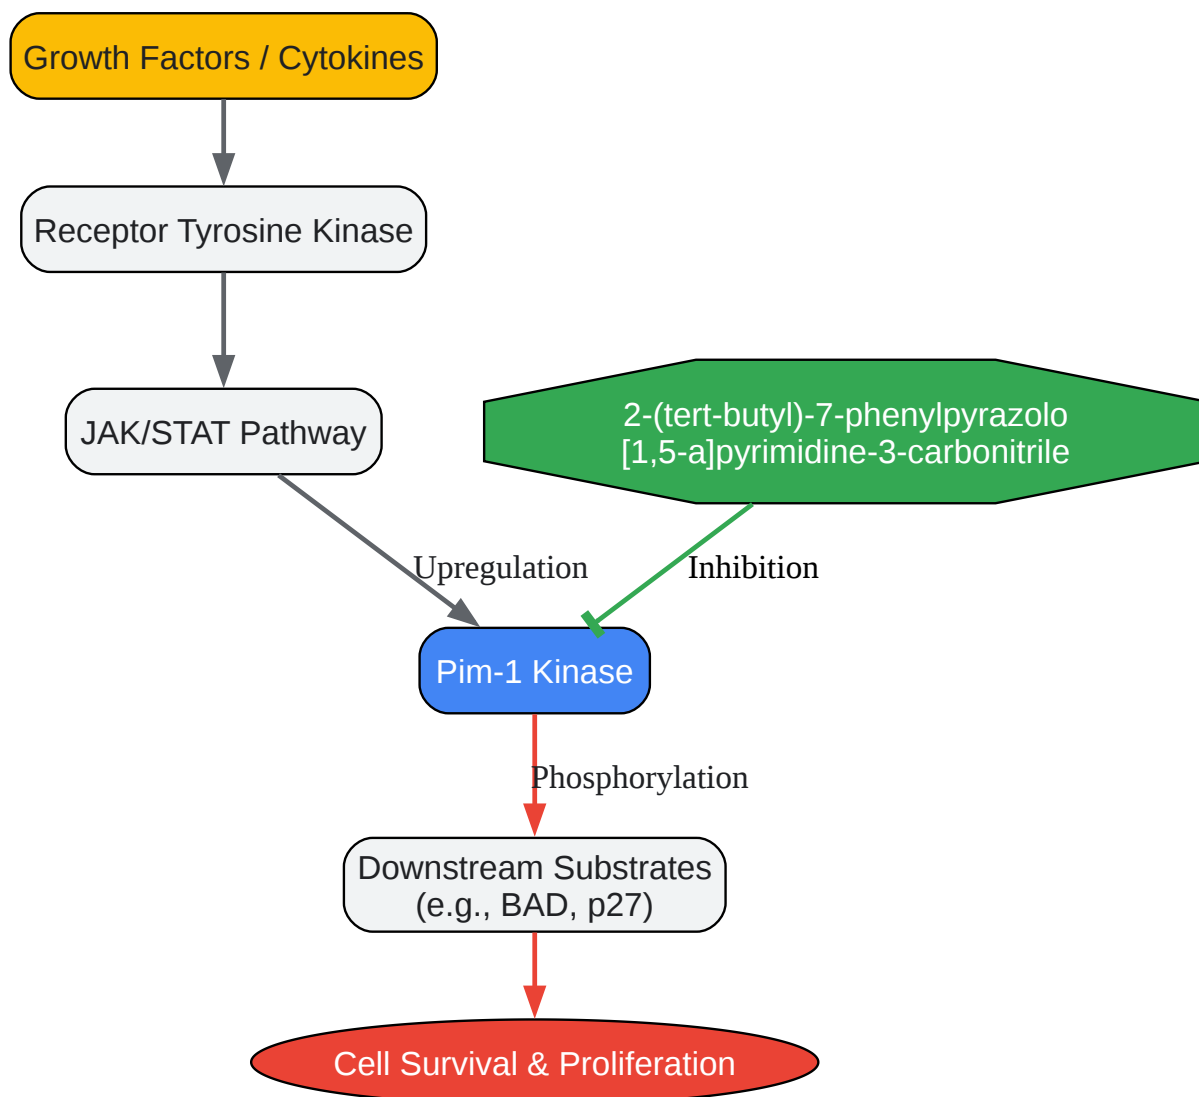 Growth Factors / Cytokines
Receptor Tyrosine Kinase
JAK/STAT Pathway
2-(tert-butyl)-7-phenylpyrazolo
[1,5-a]pyrimidine-3-carbonitrile
Upregulation
Inhibition
Pim-1 Kinase
Phosphorylation
Downstream Substrates
(e.g., BAD, p27)
Cell Survival & Proliferation